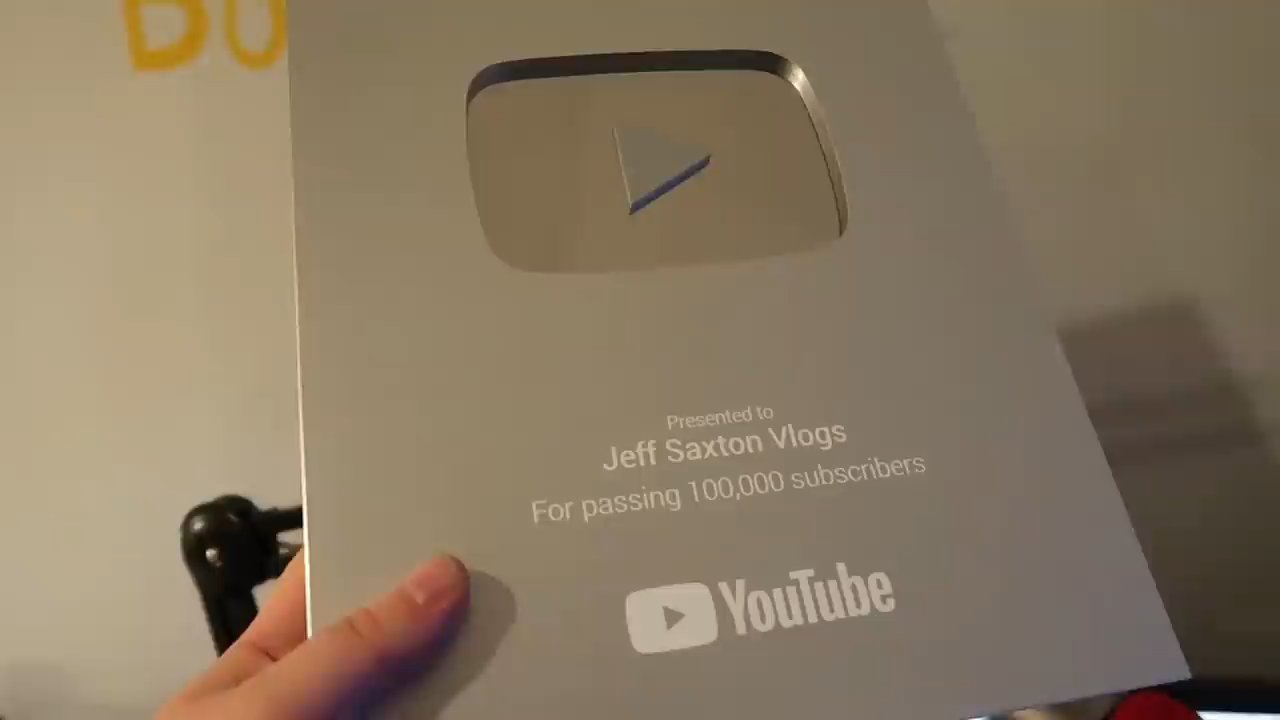 Presented to
Jeff Saxton Vlogs
For passing 100,000 subscribers
YouTube